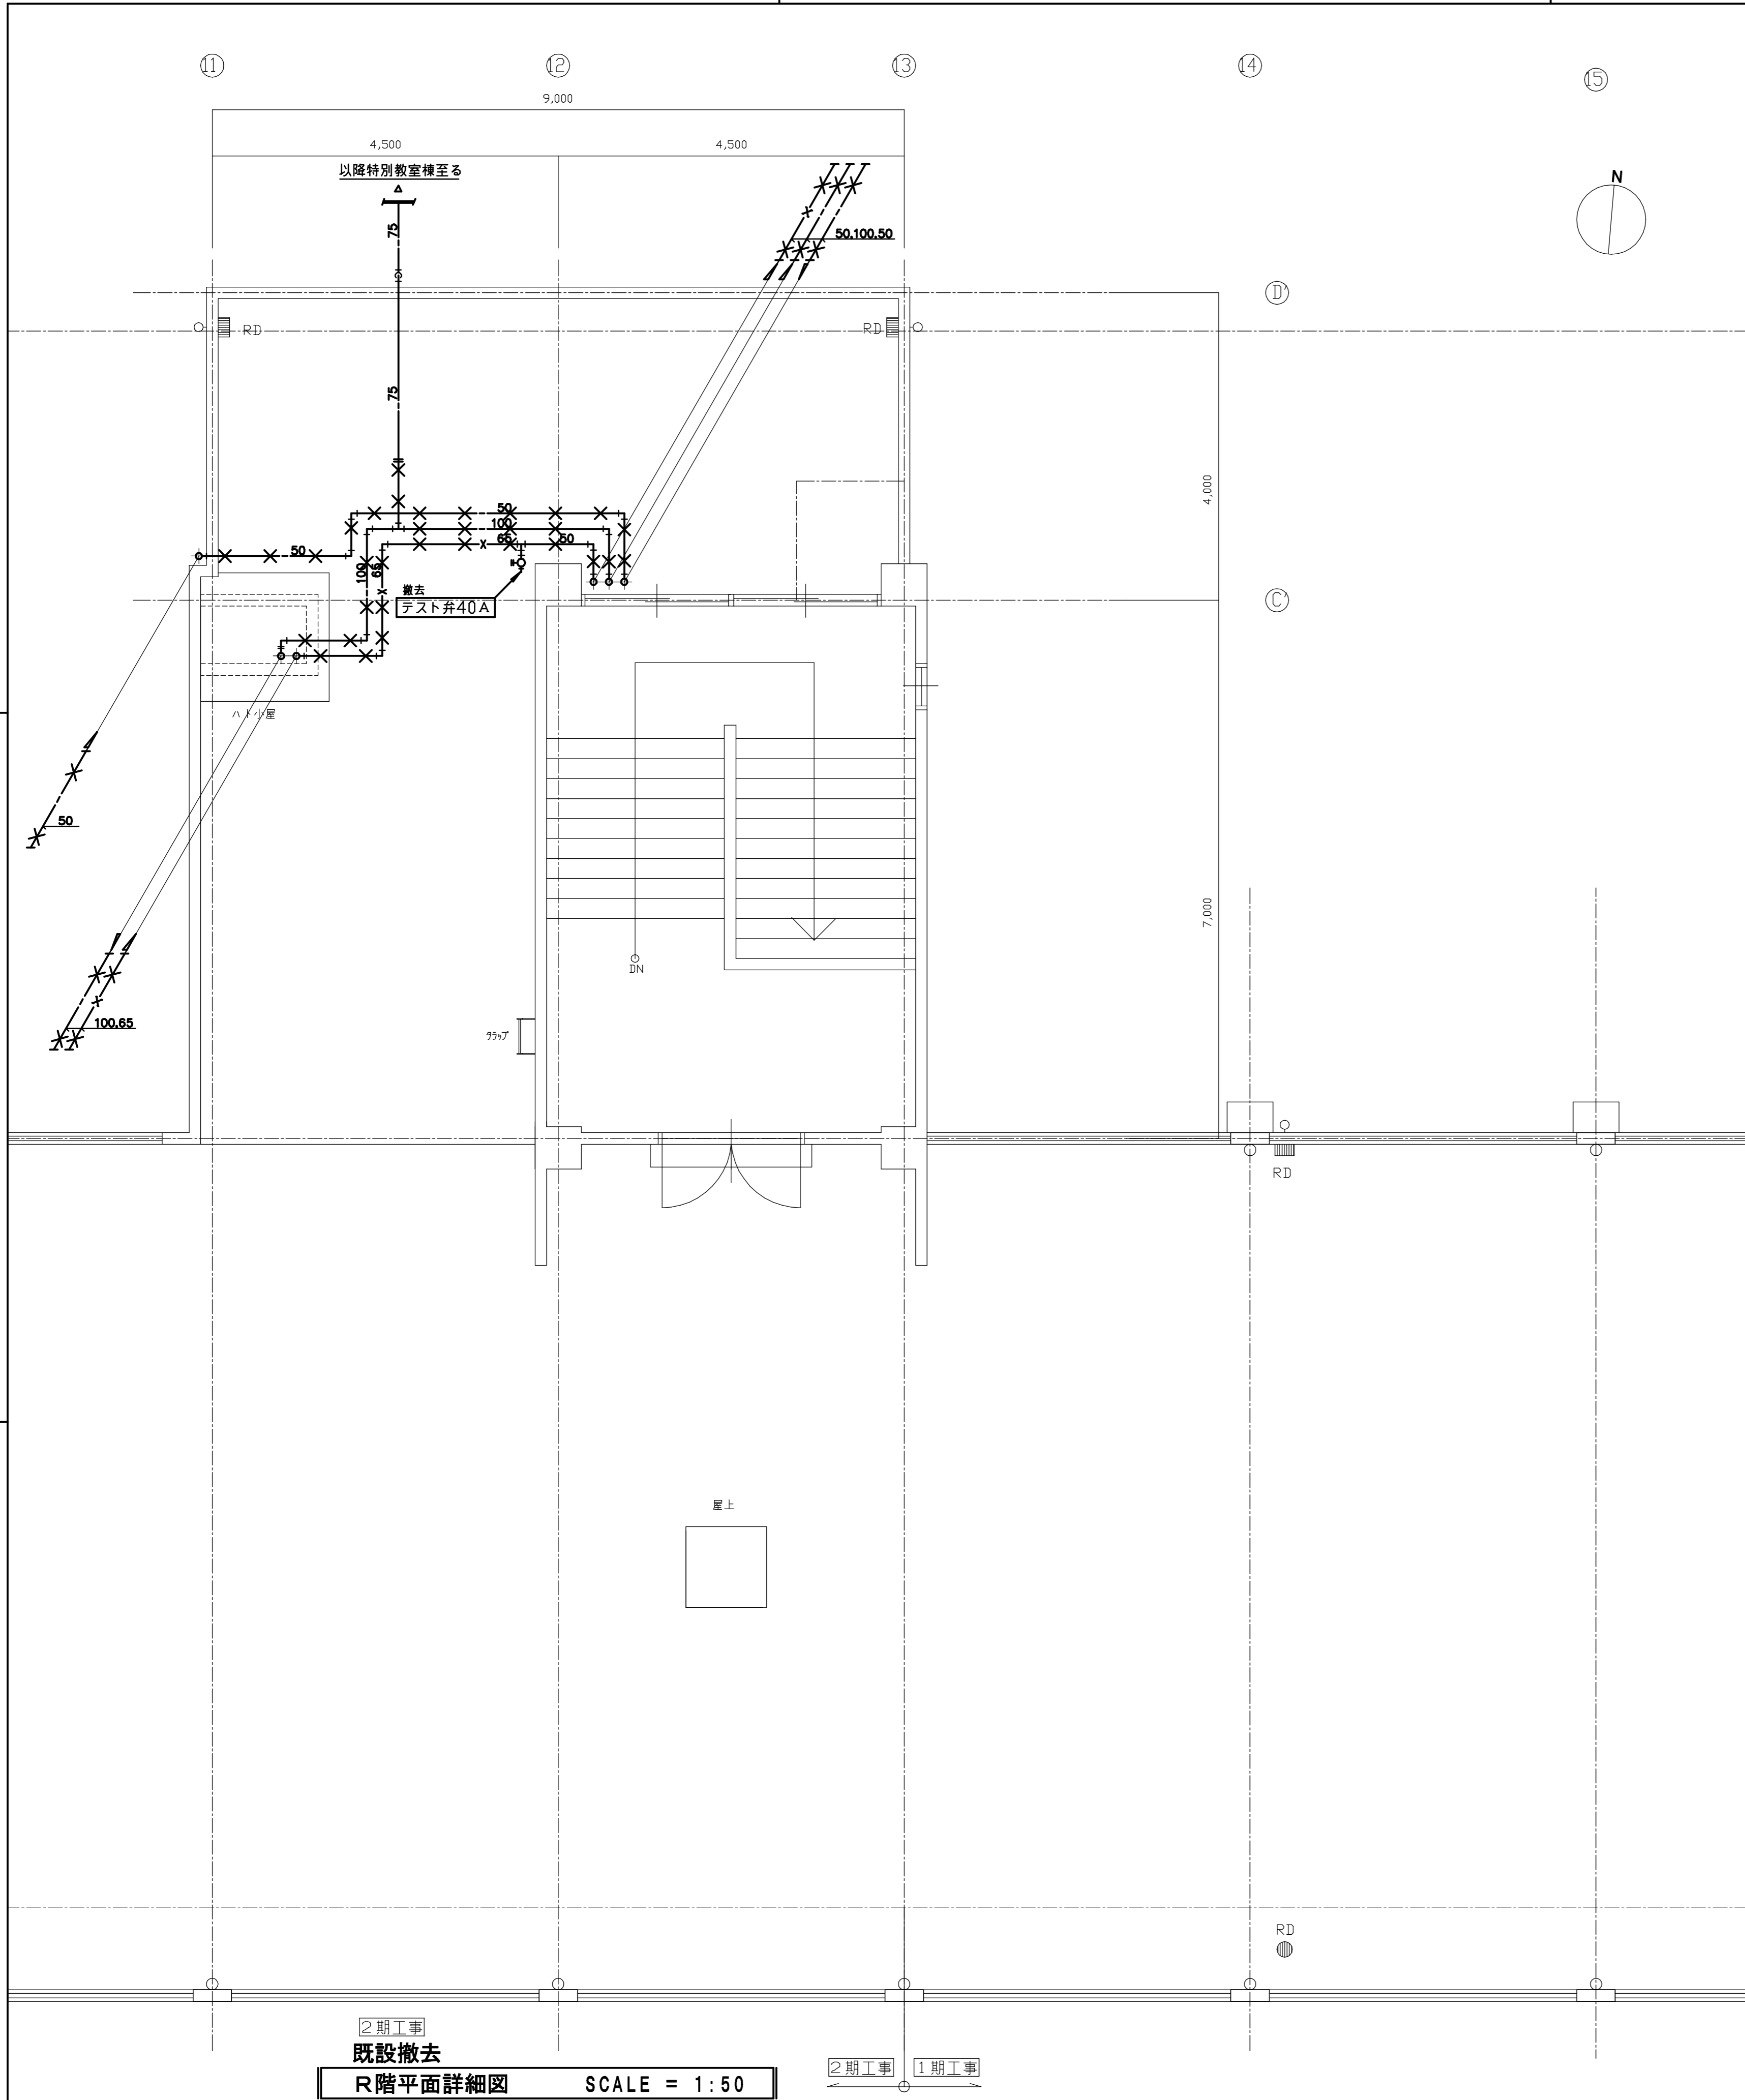 11
12
13
14
15
9,000
4,500
4,500
以降特別教室棟至る
N
75
50.100.50
D'
RD
RD
75
4,000
50
100
65
50
50
100
65
撤去
テスト弁40A
C'
ハト小屋
50
7,000
DN
100.65
タラップ
RD
屋上
RD
2期工事
既設撤去
R階平面詳細図 SCALE = 1:50
2期工事
1期工事